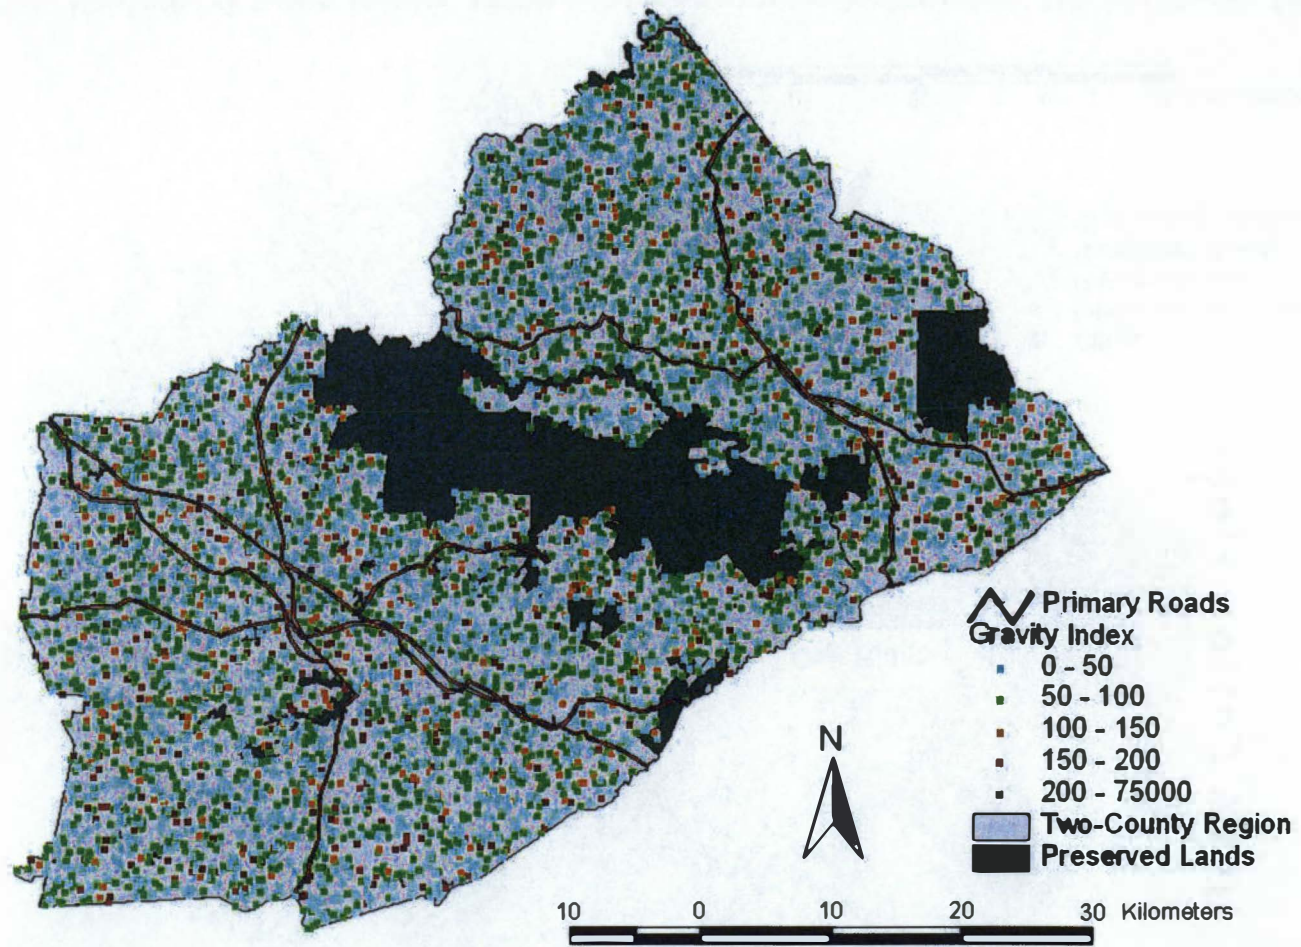 Primary Roads
Gravity Index
0 - 50
50 - 100
100 - 150
150 - 200
200 - 75000
Two-County Region
Preserved Lands
N
10 0 10 20 30 Kilometers